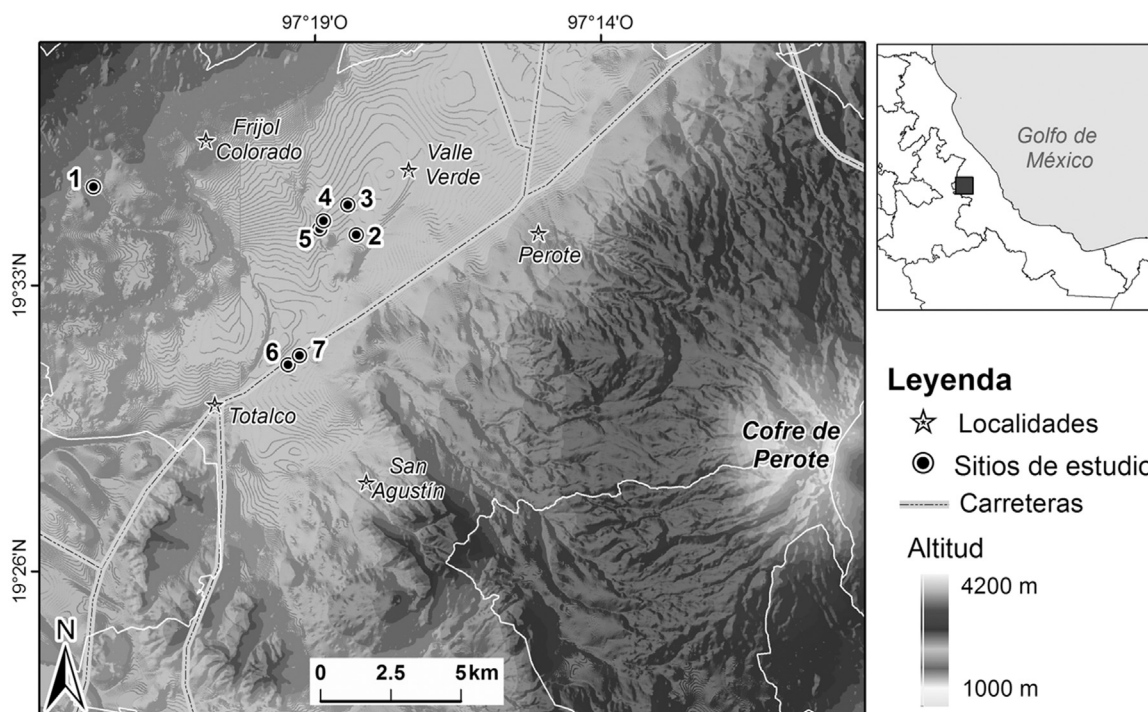 97°19'O
97°14'O
Frijol
Colorado
Valle
Verde
1
4
3
5
2
Perote
19°33'N
6
7
Totalco
Cofre de
Perote
San
Agustín
19°26'N
N
0
2.5
5 km
Golfo de
México
Leyenda
Localidades
Sitios de estudio
Carreteras
Altitud
4200 m
1000 m